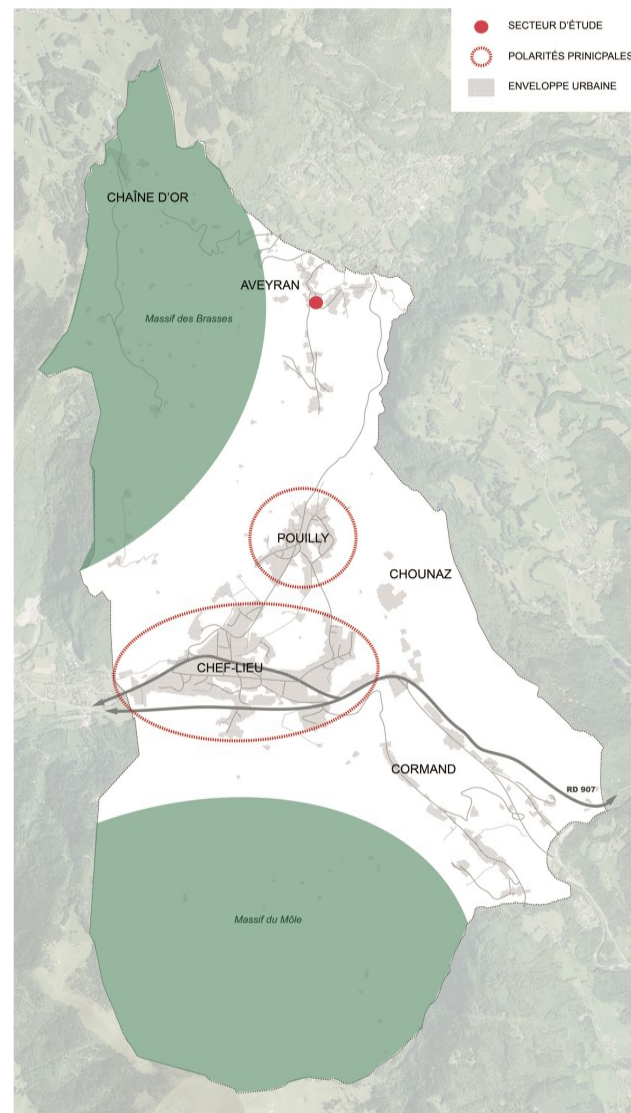 SECTEUR D'ÉTUDE
POLARITÉS PRINICPALES
ENVELOPPE URBAINE
CHAÎNE D'OR
AVEYRAN
Massif des Brasses
POUILLY
CHOUNAZ
CHEF-LIEU
CORMAND
RD 907
Massif du Môle